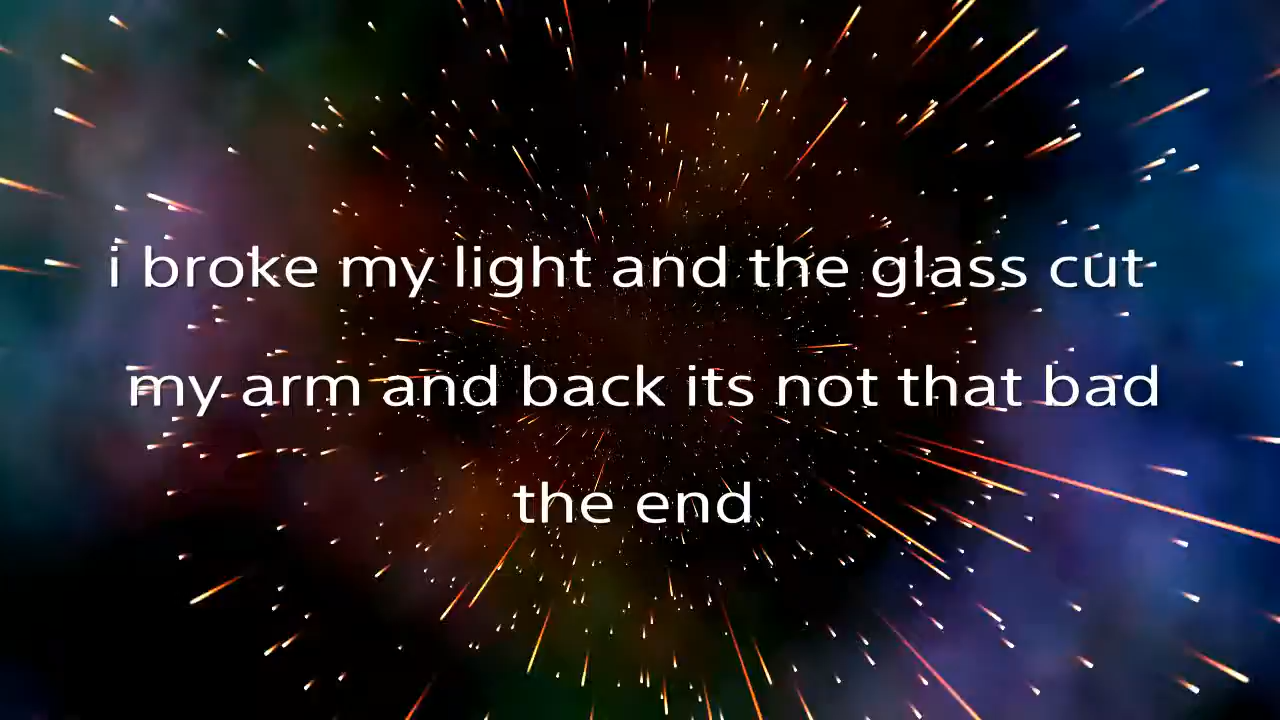 i broke my light and the glass cut
my arm and back its not that bad
the end